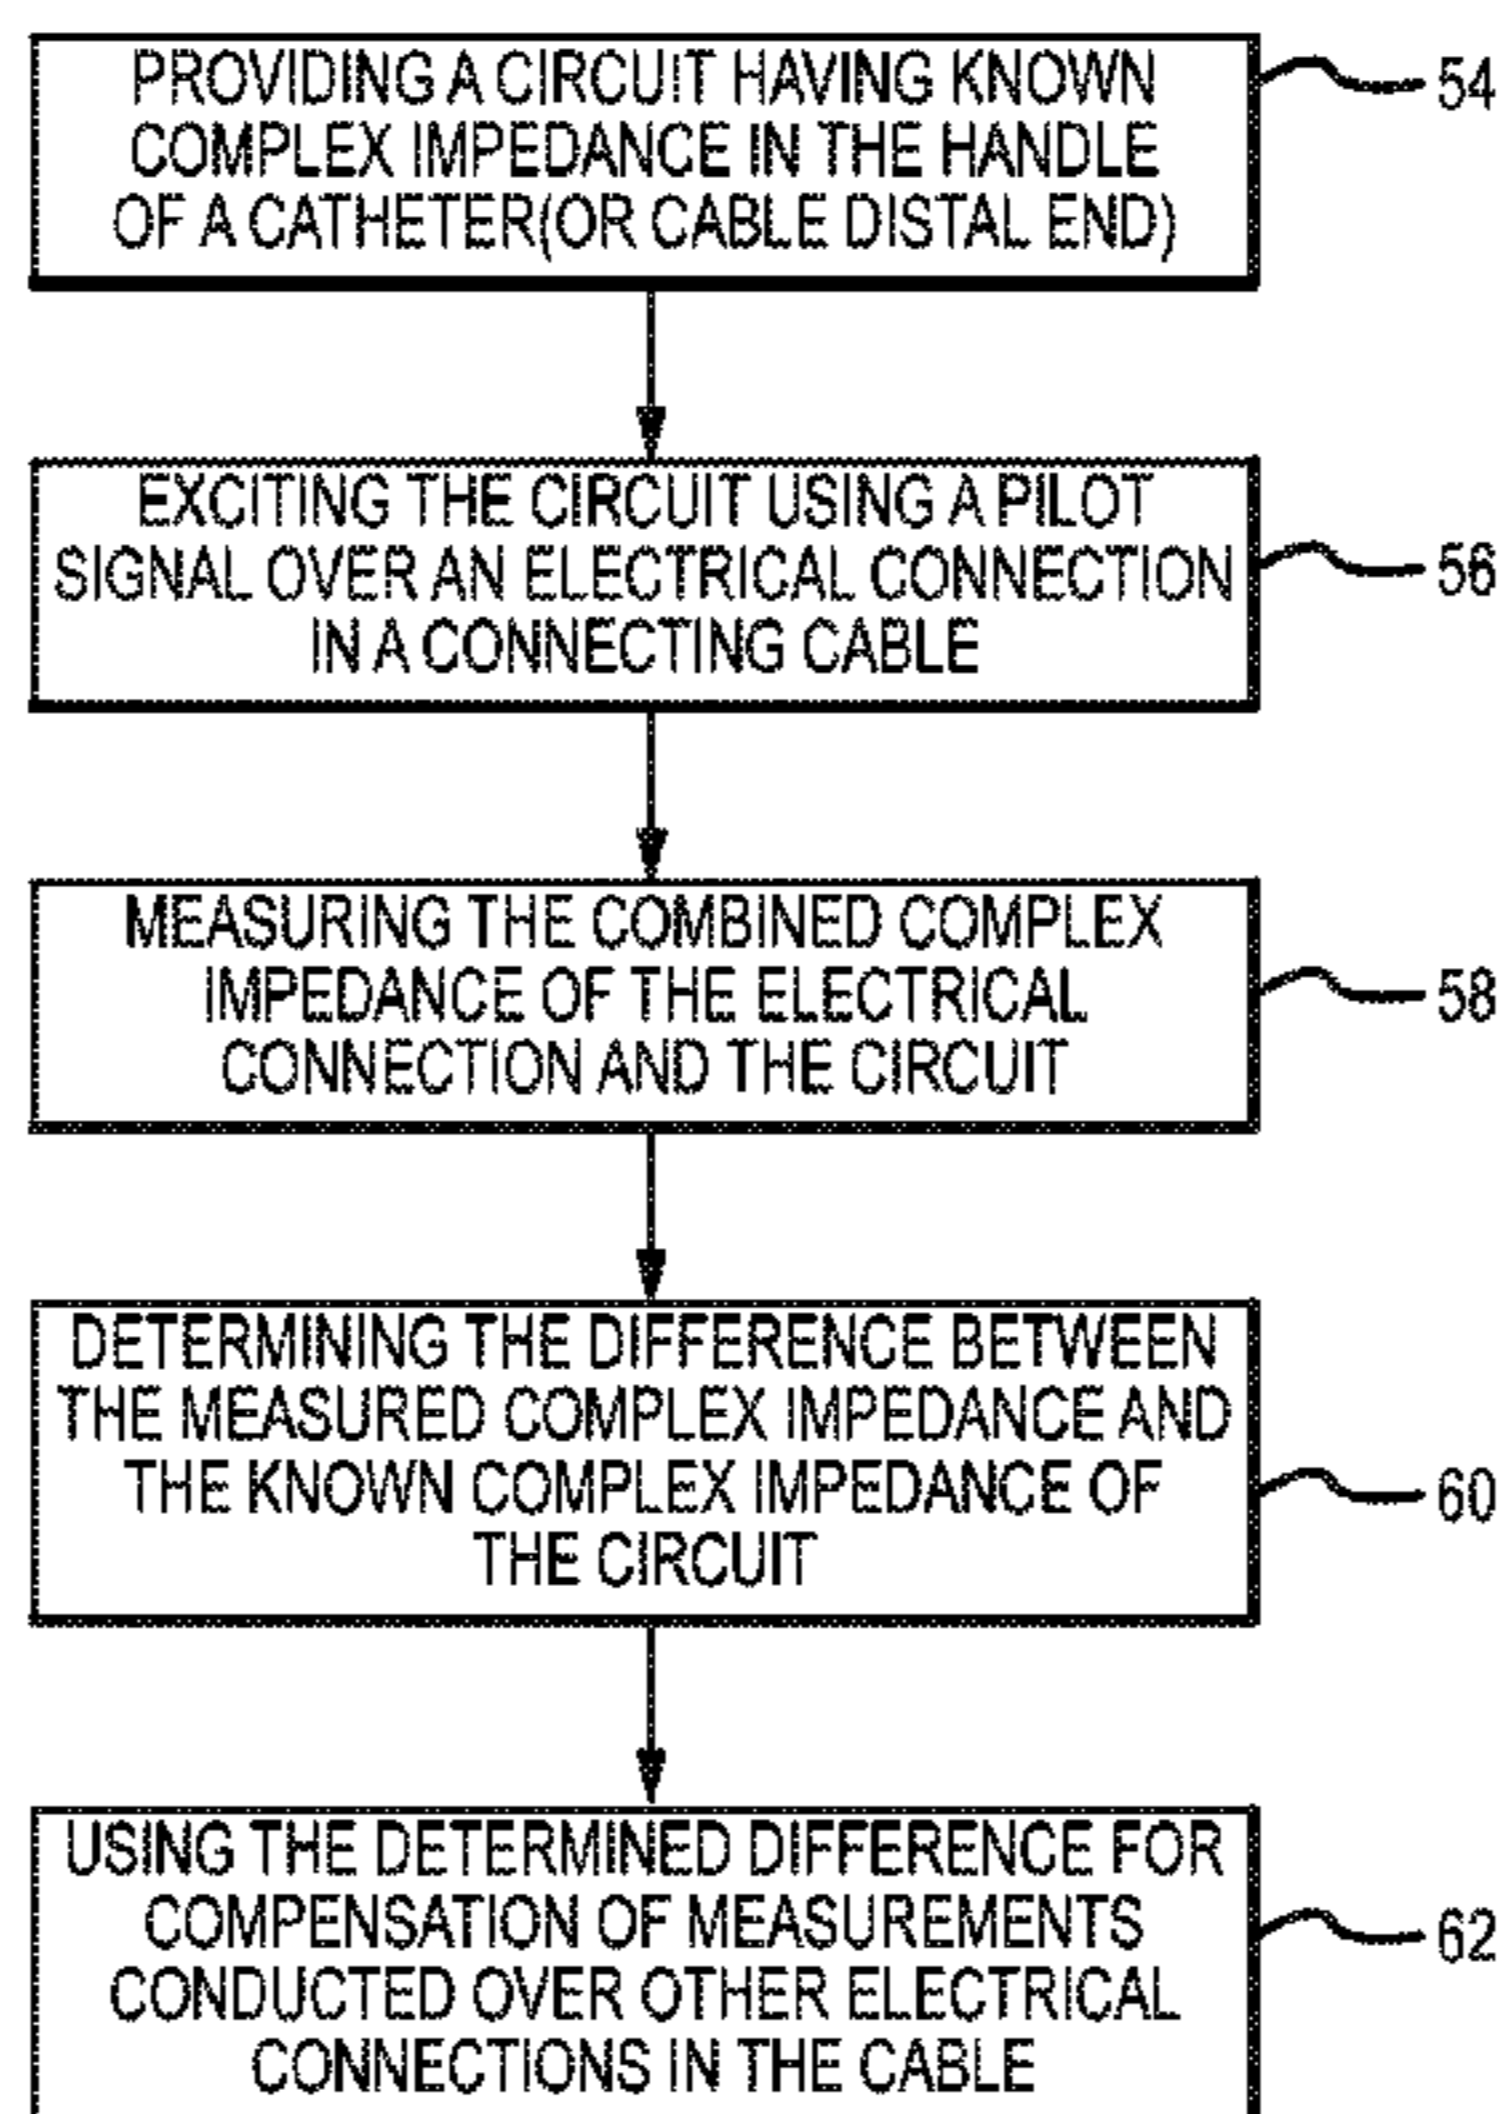 PROVIDING A CIRCUIT HAVING KNOWN
COMPLEX IMPEDANCE IN THE HANDLE
OF A CATHETER(OR CABLE DISTAL END)
54
EXCITING THE CIRCUIT USING A PILOT
SIGNAL OVER AN ELECTRICAL CONNECTION
IN A CONNECTING CABLE
56
MEASURING THE COMBINED COMPLEX
IMPEDANCE OF THE ELECTRICAL
CONNECTION AND THE CIRCUIT
58
DETERMINING THE DIFFERENCE BETWEEN
THE MEASURED COMPLEX IMPEDANCE AND
THE KNOWN COMPLEX IMPEDANCE OF
THE CIRCUIT
60
USING THE DETERMINED DIFFERENCE FOR
COMPENSATION OF MEASUREMENTS
CONDUCTED OVER OTHER ELECTRICAL
CONNECTIONS IN THE CABLE
62